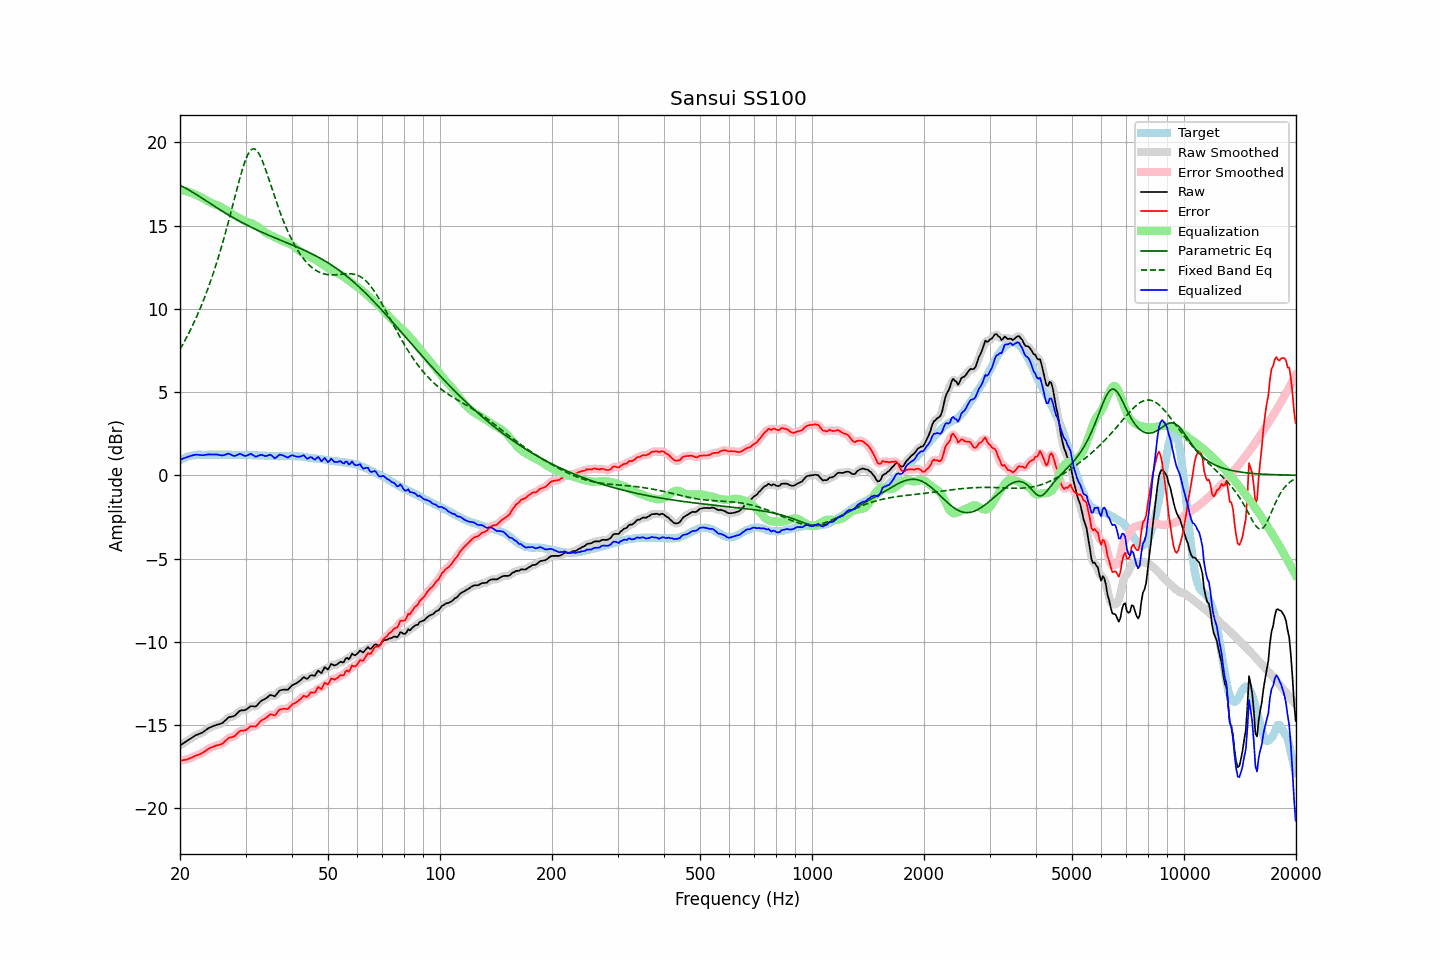 Sansui SS100
Amplitude (dBr)
20
15
10
5
0
−5
−10
−15
−20
Target
Raw Smoothed
Error Smoothed
Raw
Error
Equalization
Parametric Eq
Fixed Band Eq
Equalized
20 50 100 200 500 1000 2000 5000 10000 20000
Frequency (Hz)